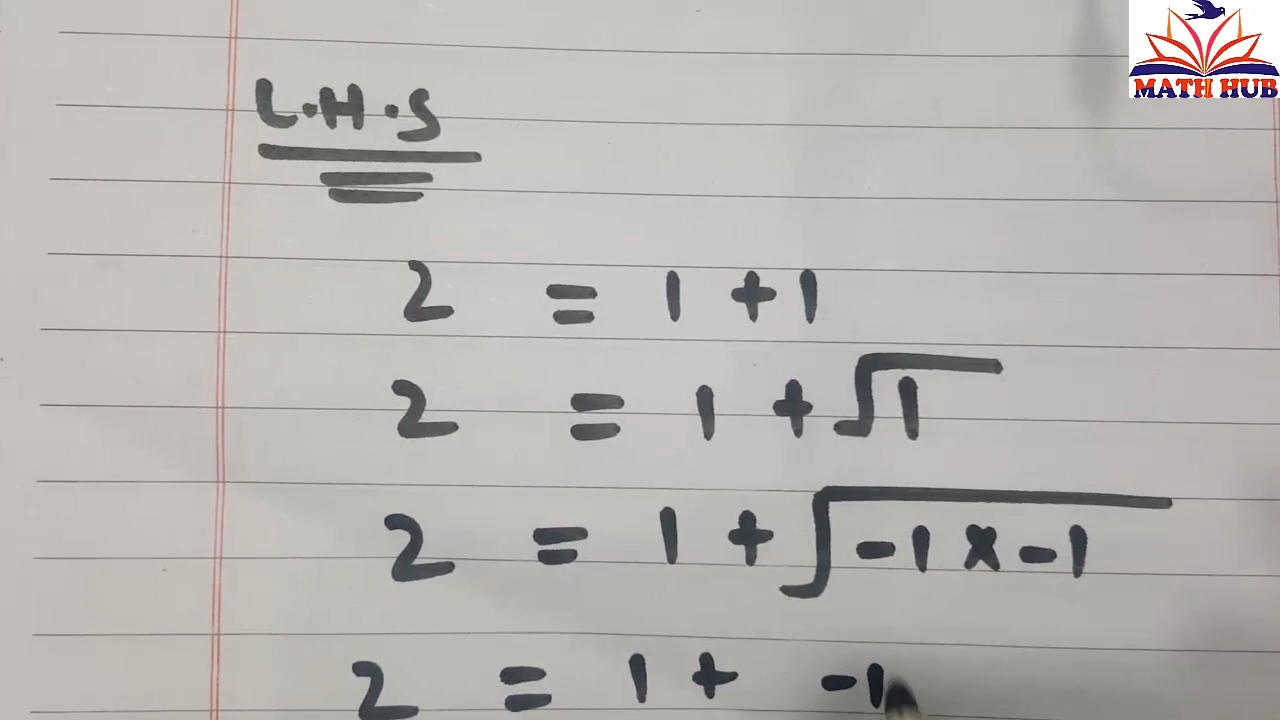 MATH HUB
L.H.S
2 = 1 + 1
2 = 1 + √1
2 = 1 + √-1 x -1
2 = 1 + -1